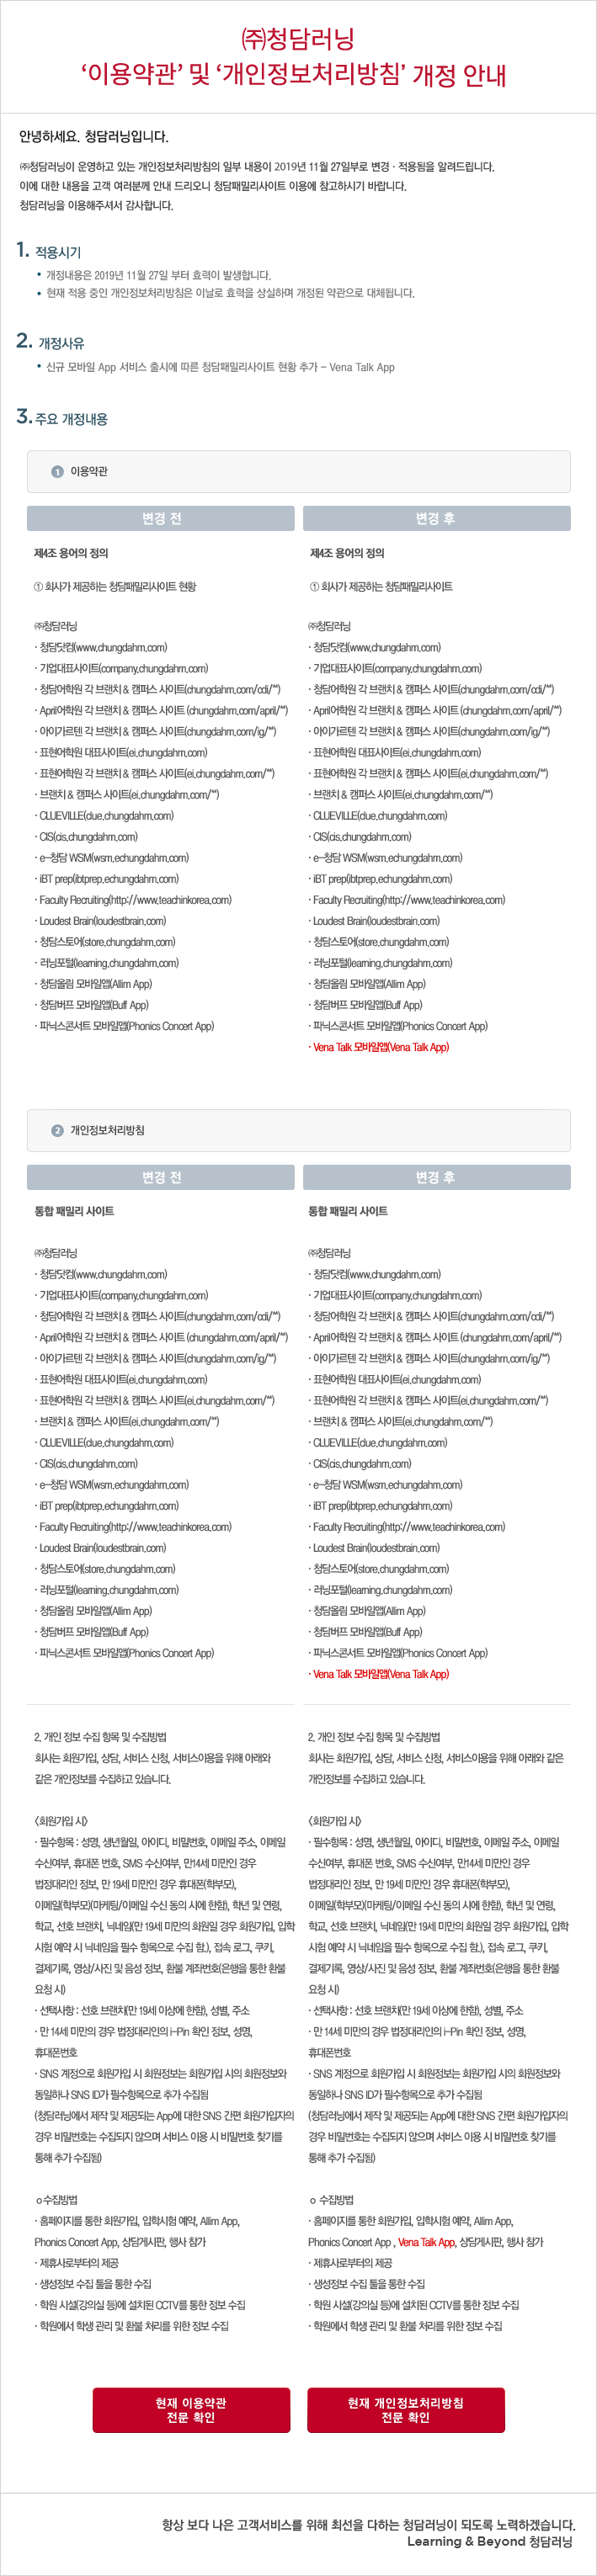 ㈜청담러닝
‘이용약관’ 및 ‘개인정보처리방침’ 개정 안내
안녕하세요. 청담러닝입니다.
㈜청담러닝이 운영하고 있는 개인정보처리방침의 일부 내용이 2019년 11월 27일부로 변경 · 적용됨을 알려드립니다.
이에 대한 내용을 고객 여러분께 안내 드리오니 청담패밀리사이트 이용에 참고하시기 바랍니다.
청담러닝을 이용해주셔서 감사합니다.
1. 적용시기
• 개정내용은 2019년 11월 27일 부터 효력이 발생합니다.
• 현재 적용 중인 개인정보처리방침은 이날로 효력을 상실하며 개정된 약관으로 대체됩니다.
2. 개정사유
• 신규 모바일 App 서비스 출시에 따른 청담패밀리사이트 현황 추가 – Vena Talk App
3. 주요 개정내용
1 이용약관
변경 전
제4조 용어의 정의
① 회사가 제공하는 청담패밀리사이트 현황
㈜청담러닝
· 청담닷컴(www.chungdahm.com)
· 기업대표사이트(company.chungdahm.com)
· 청담어학원 각 브랜치 & 캠퍼스 사이트(chungdahm.com/cdi/**)
· April어학원 각 브랜치 & 캠퍼스 사이트 (chungdahm.com/april/**)
· 아이가르텐 각 브랜치 & 캠퍼스 사이트(chungdahm.com/ig/**)
· 표현어학원 대표사이트(ei.chungdahm.com)
· 표현어학원 각 브랜치 & 캠퍼스 사이트(ei.chungdahm.com/**)
· 브랜치 & 캠퍼스 사이트(ei.chungdahm.com/**)
· CLUEVILLE(clue.chungdahm.com)
· CIS(cis.chungdahm.com)
· e-청담 WSM(wsm.echungdahm.com)
· iBT prep(ibtprep.echungdahm.com)
· Faculty Recruiting(http://www.teachinkorea.com)
· Loudest Brain(loudestbrain.com)
· 청담스토어(store.chungdahm.com)
· 러닝포털(learning.chungdahm.com)
· 청담올림 모바일앱(Allim App)
· 청담버프 모바일앱(Buff App)
· 파닉스콘서트 모바일앱(Phonics Concert App)
변경 후
제4조 용어의 정의
① 회사가 제공하는 청담패밀리사이트
㈜청담러닝
· 청담닷컴(www.chungdahm.com)
· 기업대표사이트(company.chungdahm.com)
· 청담어학원 각 브랜치 & 캠퍼스 사이트(chungdahm.com/cdi/**)
· April어학원 각 브랜치 & 캠퍼스 사이트 (chungdahm.com/april/**)
· 아이가르텐 각 브랜치 & 캠퍼스 사이트(chungdahm.com/ig/**)
· 표현어학원 대표사이트(ei.chungdahm.com)
· 표현어학원 각 브랜치 & 캠퍼스 사이트(ei.chungdahm.com/**)
· 브랜치 & 캠퍼스 사이트(ei.chungdahm.com/**)
· CLUEVILLE(clue.chungdahm.com)
· CIS(cis.chungdahm.com)
· e-청담 WSM(wsm.echungdahm.com)
· iBT prep(ibtprep.echungdahm.com)
· Faculty Recruiting(http://www.teachinkorea.com)
· Loudest Brain(loudestbrain.com)
· 청담스토어(store.chungdahm.com)
· 러닝포털(learning.chungdahm.com)
· 청담올림 모바일앱(Allim App)
· 청담버프 모바일앱(Buff App)
· 파닉스콘서트 모바일앱(Phonics Concert App)
· Vena Talk 모바일앱(Vena Talk App)
2 개인정보처리방침
변경 전
통합 패밀리 사이트
㈜청담러닝
· 청담닷컴(www.chungdahm.com)
· 기업대표사이트(company.chungdahm.com)
· 청담어학원 각 브랜치 & 캠퍼스 사이트(chungdahm.com/cdi/**)
· April어학원 각 브랜치 & 캠퍼스 사이트 (chungdahm.com/april/**)
· 아이가르텐 각 브랜치 & 캠퍼스 사이트(chungdahm.com/ig/**)
· 표현어학원 대표사이트(ei.chungdahm.com)
· 표현어학원 각 브랜치 & 캠퍼스 사이트(ei.chungdahm.com/**)
· 브랜치 & 캠퍼스 사이트(ei.chungdahm.com/**)
· CLUEVILLE(clue.chungdahm.com)
· CIS(cis.chungdahm.com)
· e-청담 WSM(wsm.echungdahm.com)
· iBT prep(ibtprep.echungdahm.com)
· Faculty Recruiting(http://www.teachinkorea.com)
· Loudest Brain(loudestbrain.com)
· 청담스토어(store.chungdahm.com)
· 러닝포털(learning.chungdahm.com)
· 청담올림 모바일앱(Allim App)
· 청담버프 모바일앱(Buff App)
· 파닉스콘서트 모바일앱(Phonics Concert App)
변경 후
통합 패밀리 사이트
㈜청담러닝
· 청담닷컴(www.chungdahm.com)
· 기업대표사이트(company.chungdahm.com)
· 청담어학원 각 브랜치 & 캠퍼스 사이트(chungdahm.com/cdi/**)
· April어학원 각 브랜치 & 캠퍼스 사이트 (chungdahm.com/april/**)
· 아이가르텐 각 브랜치 & 캠퍼스 사이트(chungdahm.com/ig/**)
· 표현어학원 대표사이트(ei.chungdahm.com)
· 표현어학원 각 브랜치 & 캠퍼스 사이트(ei.chungdahm.com/**)
· 브랜치 & 캠퍼스 사이트(ei.chungdahm.com/**)
· CLUEVILLE(clue.chungdahm.com)
· CIS(cis.chungdahm.com)
· e-청담 WSM(wsm.echungdahm.com)
· iBT prep(ibtprep.echungdahm.com)
· Faculty Recruiting(http://www.teachinkorea.com)
· Loudest Brain(loudestbrain.com)
· 청담스토어(store.chungdahm.com)
· 러닝포털(learning.chungdahm.com)
· 청담올림 모바일앱(Allim App)
· 청담버프 모바일앱(Buff App)
· 파닉스콘서트 모바일앱(Phonics Concert App)
· Vena Talk 모바일앱(Vena Talk App)
2. 개인 정보 수집 항목 및 수집방법
회사는 회원가입, 상담, 서비스 신청, 서비스이용을 위해 아래와
같은 개인정보를 수집하고 있습니다.
<회원가입 시>
· 필수항목 : 성명, 생년월일, 아이디, 비밀번호, 이메일 주소, 이메일
수신여부, 휴대폰 번호, SMS 수신여부, 만14세 미만인 경우
법정대리인 정보, 만 19세 미만인 경우 휴대폰(학부모),
이메일(학부모)(마케팅/이메일 수신 동의 시에 한함), 학년 및 연령,
학교, 선호 브랜치, 닉네임(만 19세 미만의 회원일 경우 회원가입, 입학
시험 예약 시 닉네임을 필수 항목으로 수집 함.), 접속 로그, 쿠키,
결제기록, 영상/사진 및 음성 정보, 환불 계좌번호(은행을 통한 환불
요청 시)
· 선택사항 : 선호 브랜치(만 19세 이상에 한함), 성별, 주소
· 만 14세 미만의 경우 법정대리인의 i-Pin 확인 정보, 성명,
휴대폰번호
· SNS 계정으로 회원가입 시 회원정보는 회원가입 시의 회원정보와
동일하나 SNS ID가 필수항목으로 추가 수집됨
(청담러닝에서 제작 및 제공되는 App에 대한 SNS 간편 회원가입자의
경우 비밀번호는 수집되지 않으며 서비스 이용 시 비밀번호 찾기를
통해 추가 수집됨)
ㅇ수집방법
· 홈페이지를 통한 회원가입, 입학시험 예약, Allim App,
Phonics Concert App, 상담게시판, 행사 참가
· 제휴사로부터의 제공
· 생성정보 수집 툴을 통한 수집
· 학원 시설(강의실 등)에 설치된 CCTV를 통한 정보 수집
· 학원에서 학생 관리 및 환불 처리를 위한 정보 수집
2. 개인 정보 수집 항목 및 수집방법
회사는 회원가입, 상담, 서비스 신청, 서비스이용을 위해 아래와 같은
개인정보를 수집하고 있습니다.
<회원가입 시>
· 필수항목 : 성명, 생년월일, 아이디, 비밀번호, 이메일 주소, 이메일
수신여부, 휴대폰 번호, SMS 수신여부, 만14세 미만인 경우
법정대리인 정보, 만 19세 미만인 경우 휴대폰(학부모),
이메일(학부모)(마케팅/이메일 수신 동의 시에 한함), 학년 및 연령,
학교, 선호 브랜치, 닉네임(만 19세 미만의 회원일 경우 회원가입, 입학
시험 예약 시 닉네임을 필수 항목으로 수집 함.), 접속 로그, 쿠키,
결제기록, 영상/사진 및 음성 정보, 환불 계좌번호(은행을 통한 환불
요청 시)
· 선택사항 : 선호 브랜치(만 19세 이상에 한함), 성별, 주소
· 만 14세 미만의 경우 법정대리인의 i-Pin 확인 정보, 성명,
휴대폰번호
· SNS 계정으로 회원가입 시 회원정보는 회원가입 시의 회원정보와
동일하나 SNS ID가 필수항목으로 추가 수집됨
(청담러닝에서 제작 및 제공되는 App에 대한 SNS 간편 회원가입자의
경우 비밀번호는 수집되지 않으며 서비스 이용 시 비밀번호 찾기를
통해 추가 수집됨)
ㅇ 수집방법
· 홈페이지를 통한 회원가입, 입학시험 예약, Allim App,
Phonics Concert App , Vena Talk App, 상담게시판, 행사 참가
· 제휴사로부터의 제공
· 생성정보 수집 툴을 통한 수집
· 학원 시설(강의실 등)에 설치된 CCTV를 통한 정보 수집
· 학원에서 학생 관리 및 환불 처리를 위한 정보 수집
현재 이용약관
전문 확인
현재 개인정보처리방침
전문 확인
항상 보다 나은 고객서비스를 위해 최선을 다하는 청담러닝이 되도록 노력하겠습니다.
Learning & Beyond 청담러닝